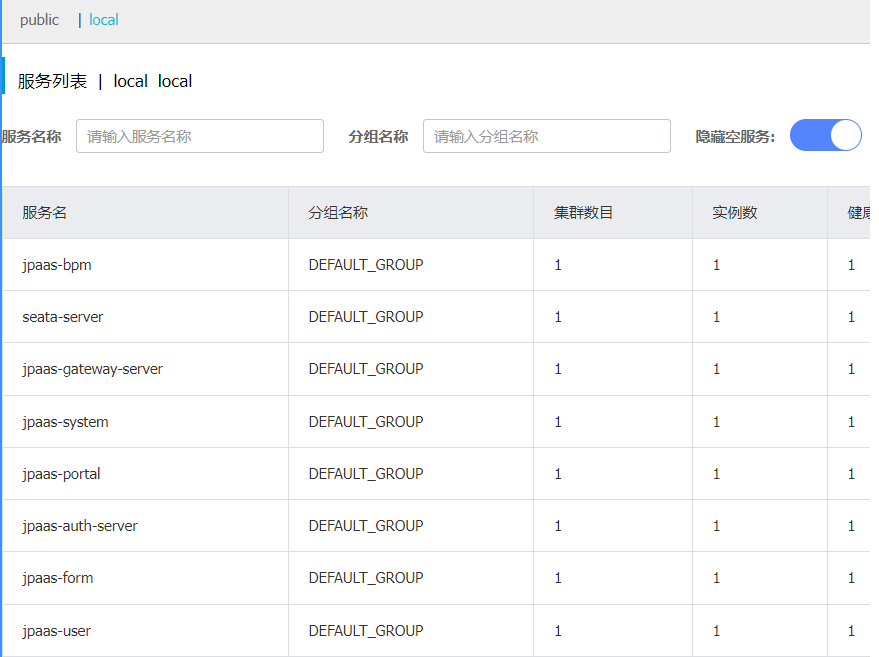 public | local
服务列表 | local local
服务名称 请输入服务名称 分组名称 请输入分组名称 隐藏空服务:
服务名 分组名称 集群数目 实例数 健康
jpaas-bpm DEFAULT_GROUP 1 1 1
seata-server DEFAULT_GROUP 1 1 1
jpaas-gateway-server DEFAULT_GROUP 1 1 1
jpaas-system DEFAULT_GROUP 1 1 1
jpaas-portal DEFAULT_GROUP 1 1 1
jpaas-auth-server DEFAULT_GROUP 1 1 1
jpaas-form DEFAULT_GROUP 1 1 1
jpaas-user DEFAULT_GROUP 1 1 1